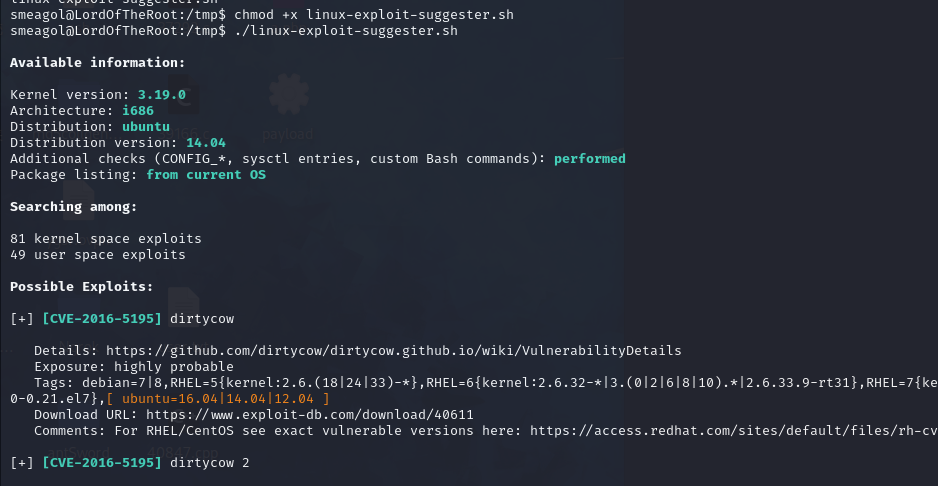 smeagol@LordOfTheRoot:/tmp$ chmod +x linux-exploit-suggester.sh
smeagol@LordOfTheRoot:/tmp$ ./linux-exploit-suggester.sh
Available information:
Kernel version: 3.19.0
Architecture: i686
Distribution: ubuntu
Distribution version: 14.04
Additional checks (CONFIG_*, sysctl entries, custom Bash commands): performed
Package listing: from current OS
Searching among:
81 kernel space exploits
49 user space exploits
Possible Exploits:
[+] [CVE-2016-5195] dirtycow
Details: https://github.com/dirtycow/dirtycow.github.io/wiki/VulnerabilityDetails
Exposure: highly probable
Tags: debian=7|8,RHEL=5{kernel:2.6.(18|24|33)-*},RHEL=6{kernel:2.6.32-*|3.(0|2|6|8|10).*|2.6.33.9-rt31},RHEL=7{ke
0-0.21.el7},[ ubuntu=16.04|14.04|12.04 ]
Download URL: https://www.exploit-db.com/download/40611
Comments: For RHEL/CentOS see exact vulnerable versions here: https://access.redhat.com/sites/default/files/rh-cv
[+] [CVE-2016-5195] dirtycow 2
payload